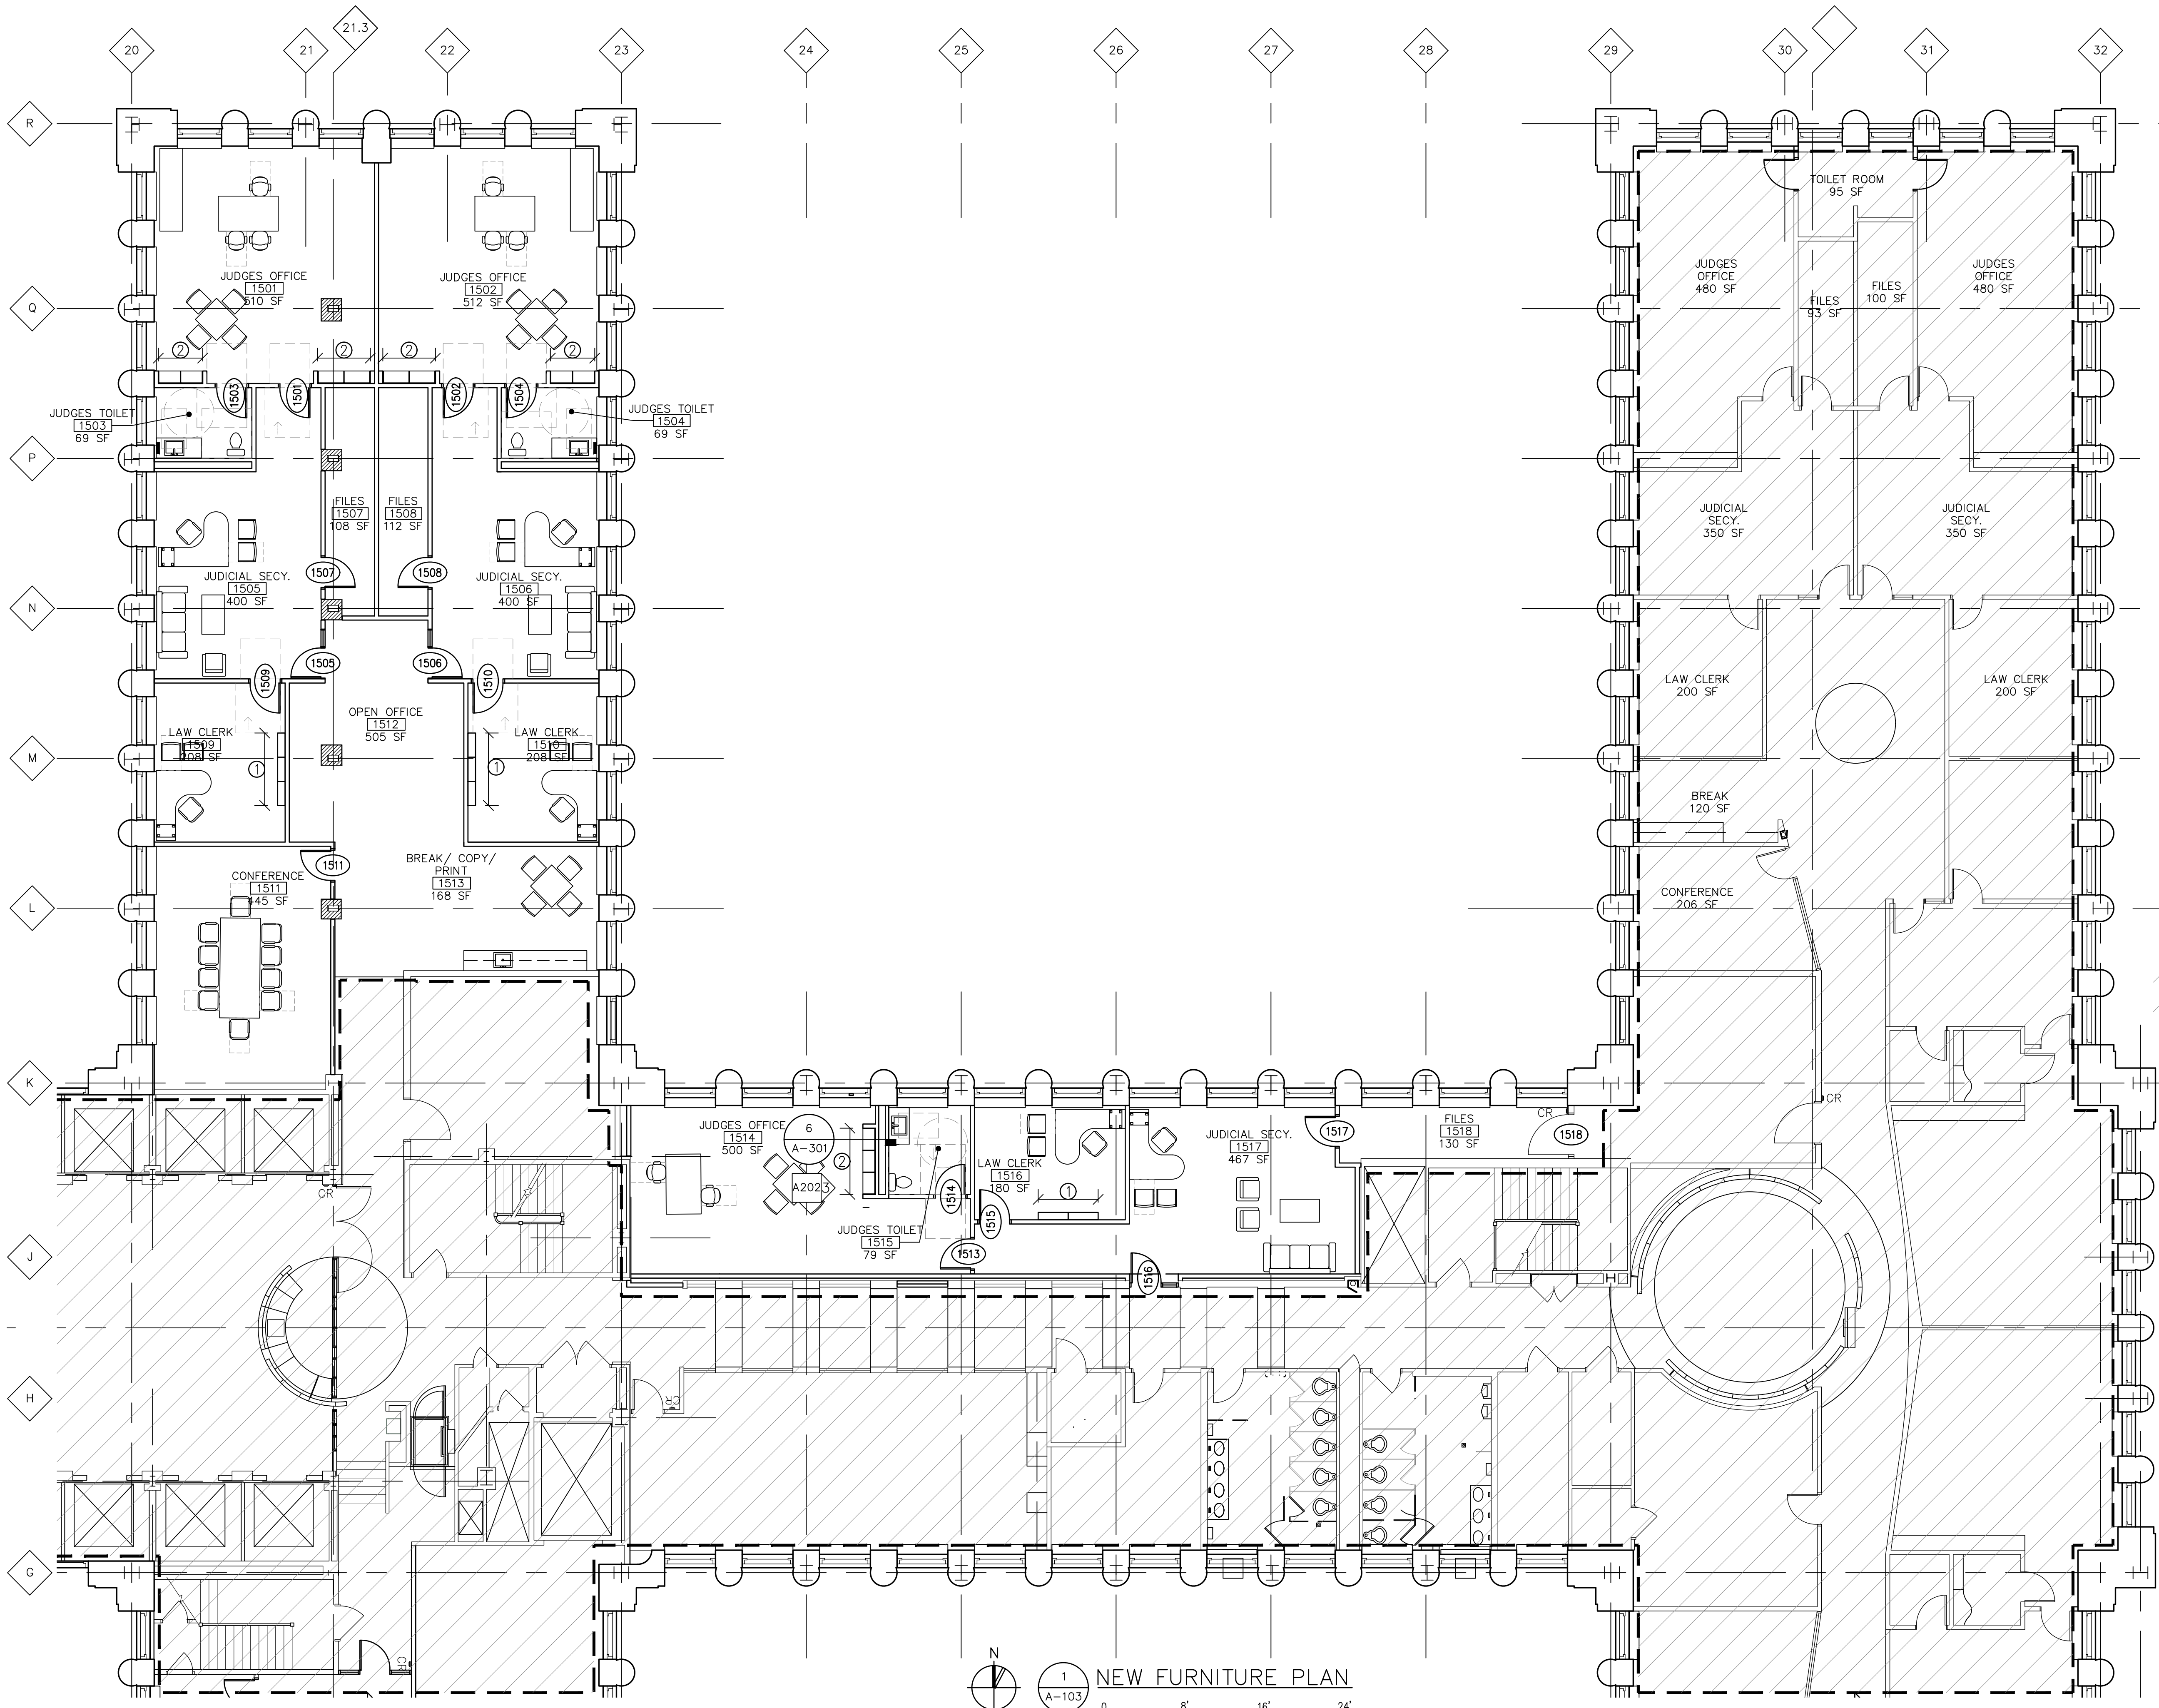 21.3
20
21
22
23
24
25
26
27
28
29
30
31
32
R
Q
P
N
M
L
K
J
H
G
JUDGES OFFICE
1501
510 SF
JUDGES OFFICE
1502
512 SF
2
2
2
2
1503
1501
1502
1504
JUDGES TOILET
1503
69 SF
JUDGES TOILET
1504
69 SF
FILES
1507
108 SF
FILES
1508
112 SF
1507
1508
JUDICIAL SECY.
1505
400 SF
JUDICIAL SECY.
1506
400 SF
1505
1506
1509
1510
OPEN OFFICE
1512
505 SF
LAW CLERK
1509
208 SF
LAW CLERK
1510
208 SF
1
1
1511
BREAK/ COPY/
PRINT
1513
168 SF
CONFERENCE
1511
445 SF
TOILET ROOM
95 SF
JUDGES
OFFICE
480 SF
FILES
93 SF
FILES
100 SF
JUDGES
OFFICE
480 SF
JUDICIAL
SECY.
350 SF
JUDICIAL
SECY.
350 SF
LAW CLERK
200 SF
LAW CLERK
200 SF
BREAK
120 SF
CONFERENCE
206 SF
JUDGES OFFICE
1514
500 SF
6
A-301
2
A2023
JUDGES TOILET
1515
79 SF
1514
1515
1513
LAW CLERK
1516
180 SF
1
1516
JUDICIAL SECY.
1517
467 SF
1517
FILES
1518
130 SF
CR
1518
CR
CR
CR
CR
N
1
A-103
NEW FURNITURE PLAN
0 8' 16' 24'